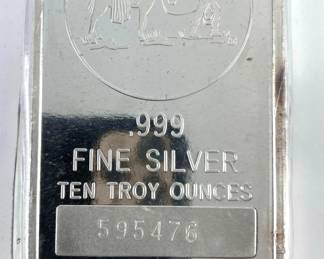 .999
FINE SILVER
TEN TROY OUNCES
595476